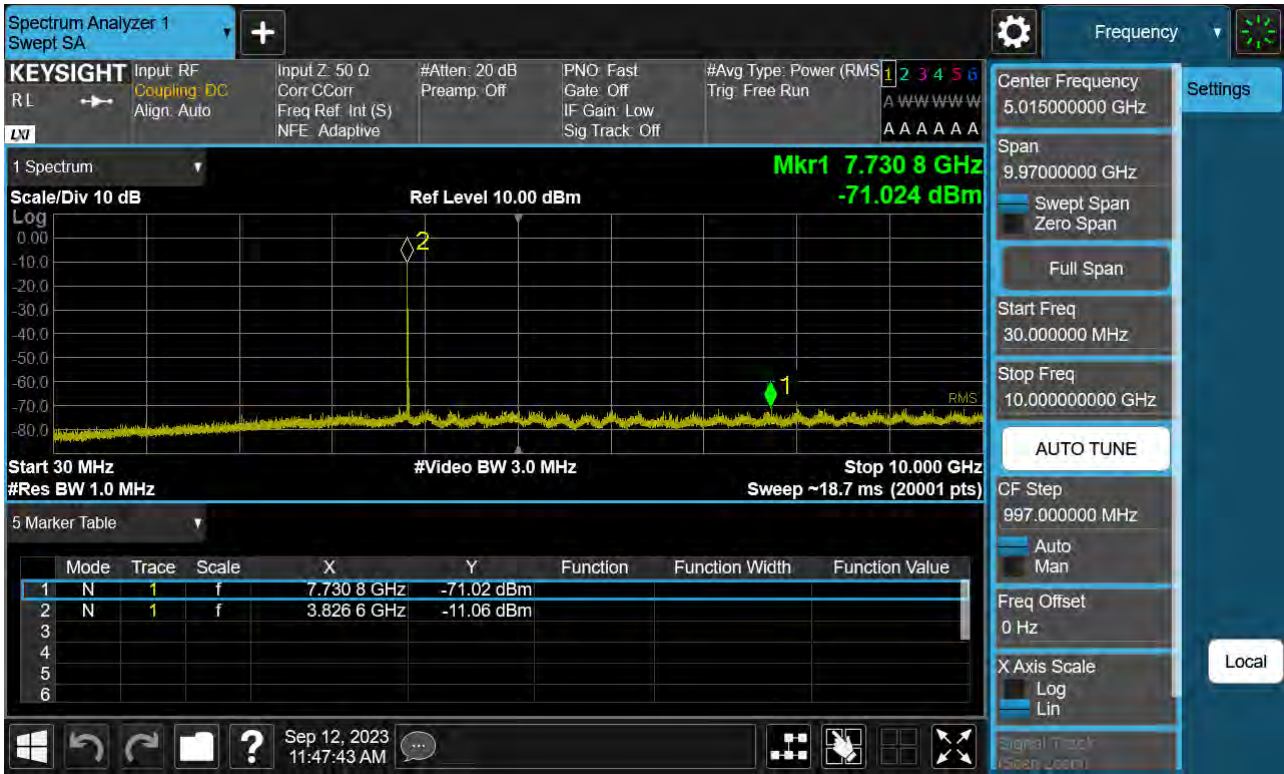 Spectrum Analyzer 1
Swept SA
+
Frequency
KEYSIGHT
RL
LXI
Input: RF
Coupling: DC
Align: Auto
Input Z: 50 Ω
Corr CCorr
Freq Ref: Int (S)
NFE: Adaptive
#Atten: 20 dB
Preamp: Off
PNO: Fast
Gate: Off
IF Gain: Low
Sig Track: Off
#Avg Type: Power (RMS
Trig: Free Run
1 2 3 4 5 6
A W W W W W
A A A A A A
1 Spectrum
Scale/Div 10 dB
Ref Level 10.00 dBm
Mkr1 7.730 8 GHz
-71.024 dBm
Log
0.00
-10.0
-20.0
-30.0
-40.0
-50.0
-60.0
-70.0
-80.0
2
1
RMS
Start 30 MHz
#Video BW 3.0 MHz
Stop 10.000 GHz
#Res BW 1.0 MHz
Sweep ~18.7 ms (20001 pts)
5 Marker Table
Mode Trace Scale X Y Function Function Width Function Value
1 N 1 f 7.730 8 GHz -71.02 dBm
2 N 1 f 3.826 6 GHz -11.06 dBm
3
4
5
6
Center Frequency
5.015000000 GHz
Settings
Span
9.97000000 GHz
Swept Span
Zero Span
Full Span
Start Freq
30.000000 MHz
Stop Freq
10.000000000 GHz
AUTO TUNE
CF Step
997.000000 MHz
Auto
Man
Freq Offset
0 Hz
X Axis Scale
Log
Lin
Signal Track
(Span Zoom)
Local
?
Sep 12, 2023
11:47:43 AM